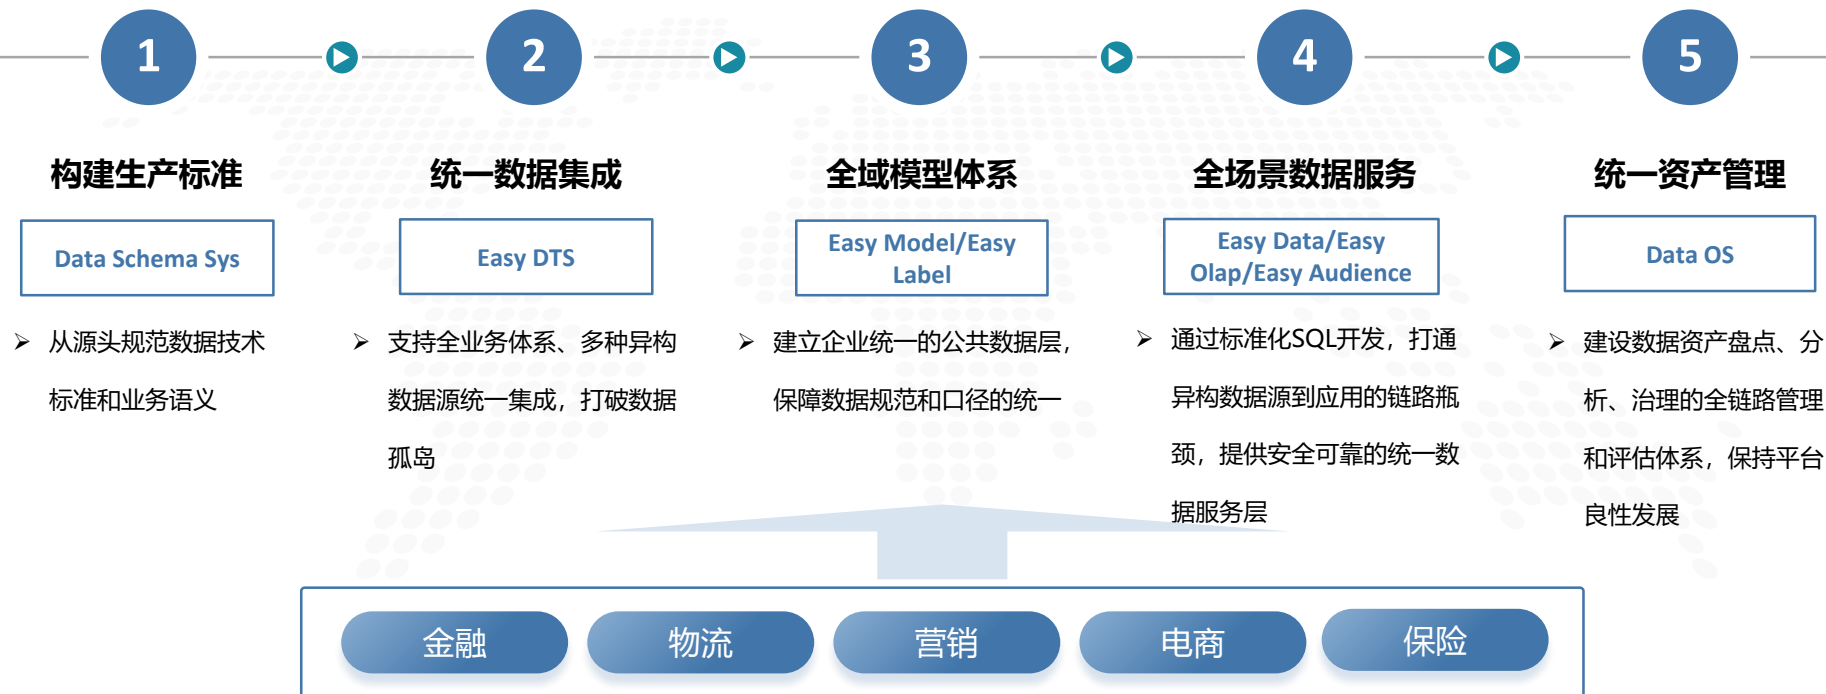 1
2
3
4
5
构建生产标准
统一数据集成
全域模型体系
全场景数据服务
统一资产管理
Data Schema Sys
Easy DTS
Easy Model/Easy
Label
Easy Data/Easy
Olap/Easy Audience
Data OS
从源头规范数据技术
标准和业务语义
支持全业务体系、多种异构
数据源统一集成，打破数据
孤岛
建立企业统一的公共数据层，
保障数据规范和口径的统一
通过标准化SQL开发，打通
异构数据源到应用的链路瓶
颈，提供安全可靠的统一数
据服务层
建设数据资产盘点、分
析、治理的全链路管理
和评估体系，保持平台
良性发展
金融
物流
营销
电商
保险